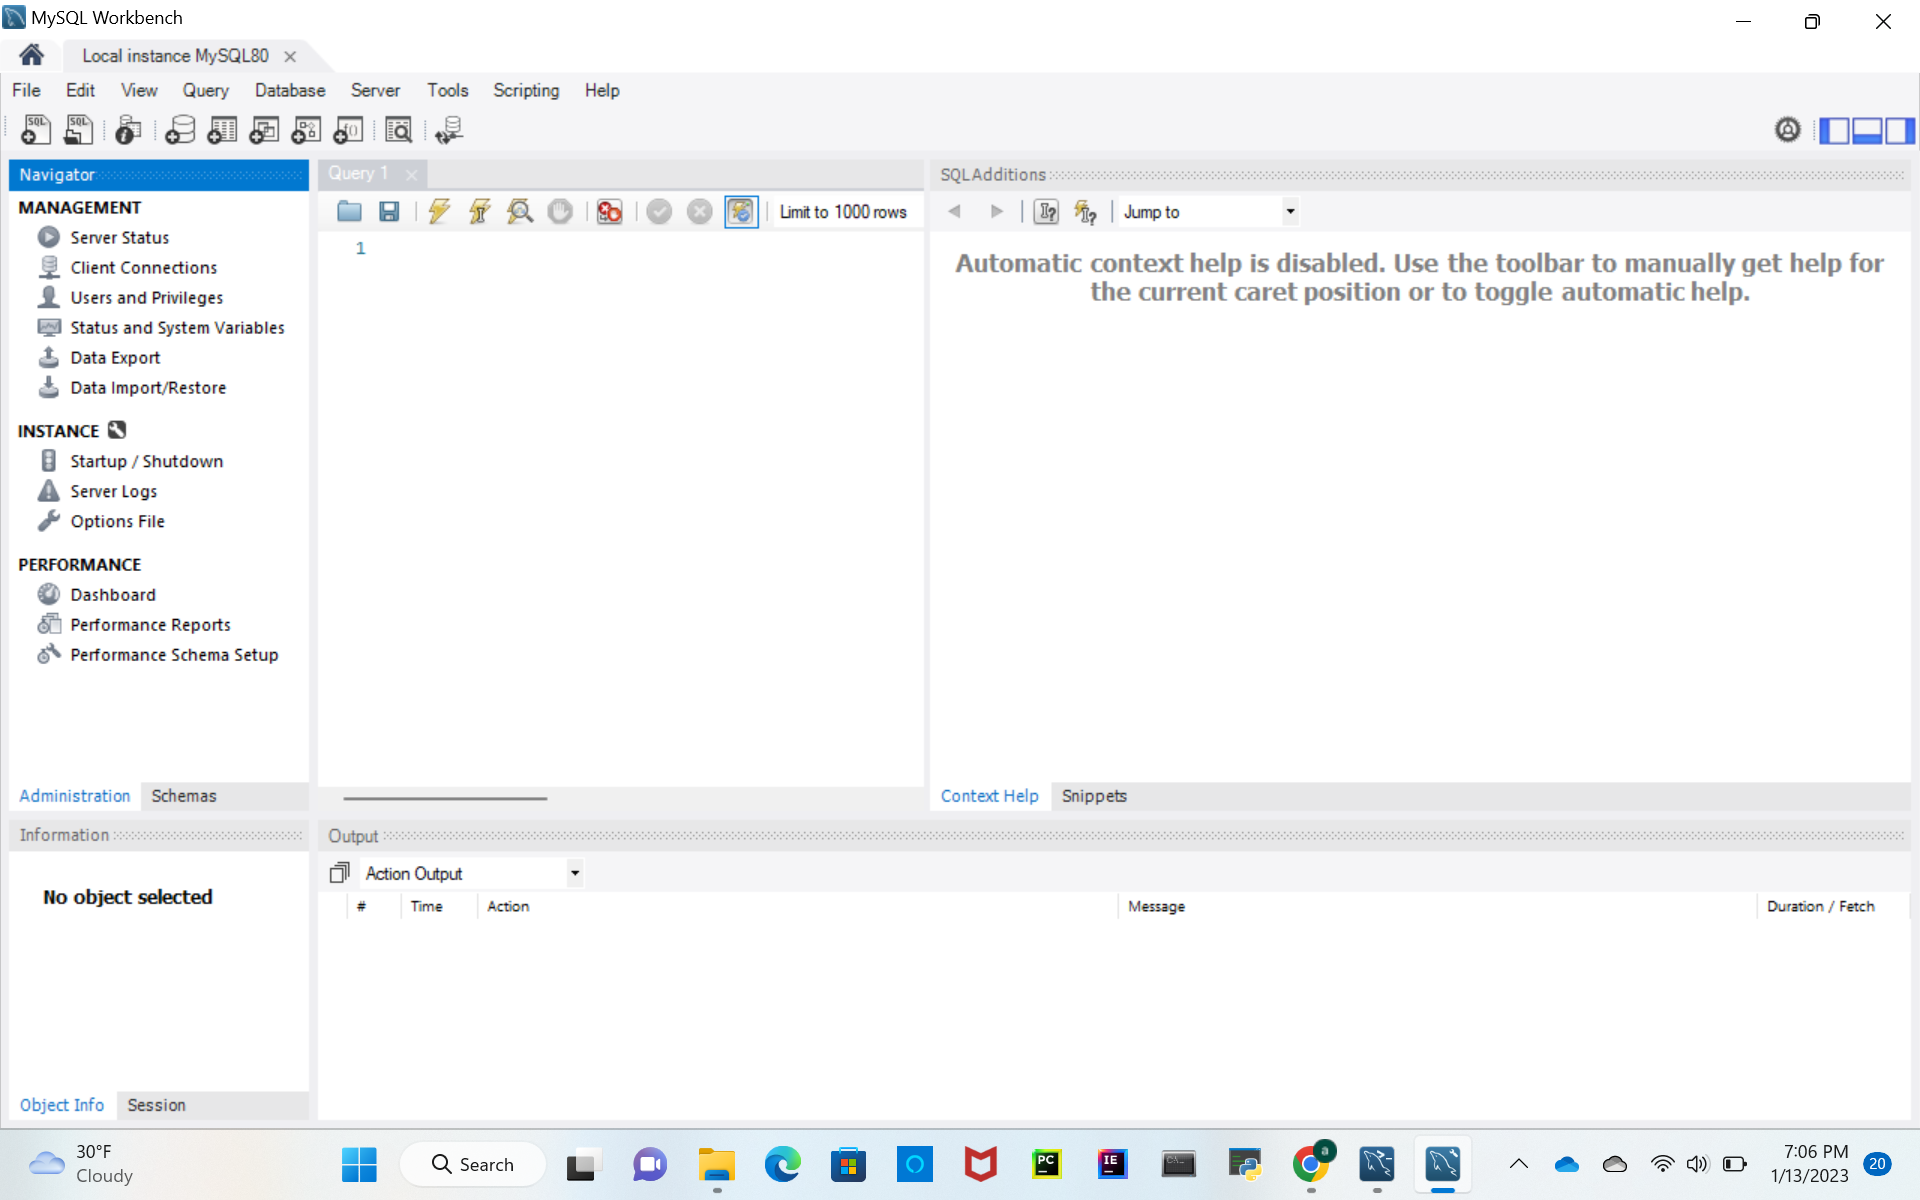 MySQL Workbench
Local instance MySQL80
File Edit View Query Database Server Tools Scripting Help
SQL SQL
Navigator
MANAGEMENT
Server Status
Client Connections
Users and Privileges
Status and System Variables
Data Export
Data Import/Restore
INSTANCE
Startup / Shutdown
Server Logs
Options File
PERFORMANCE
Dashboard
Performance Reports
Performance Schema Setup
Administration Schemas
Query 1
Limit to 1000 rows
1
SQLAdditions
Jump to
Automatic context help is disabled. Use the toolbar to manually get help for
the current caret position or to toggle automatic help.
Context Help Snippets
Information
No object selected
Object Info Session
Output
Action Output
# Time Action Message Duration / Fetch
30°F
Cloudy
Search
PC
IE
a
7:06 PM
1/13/2023
20